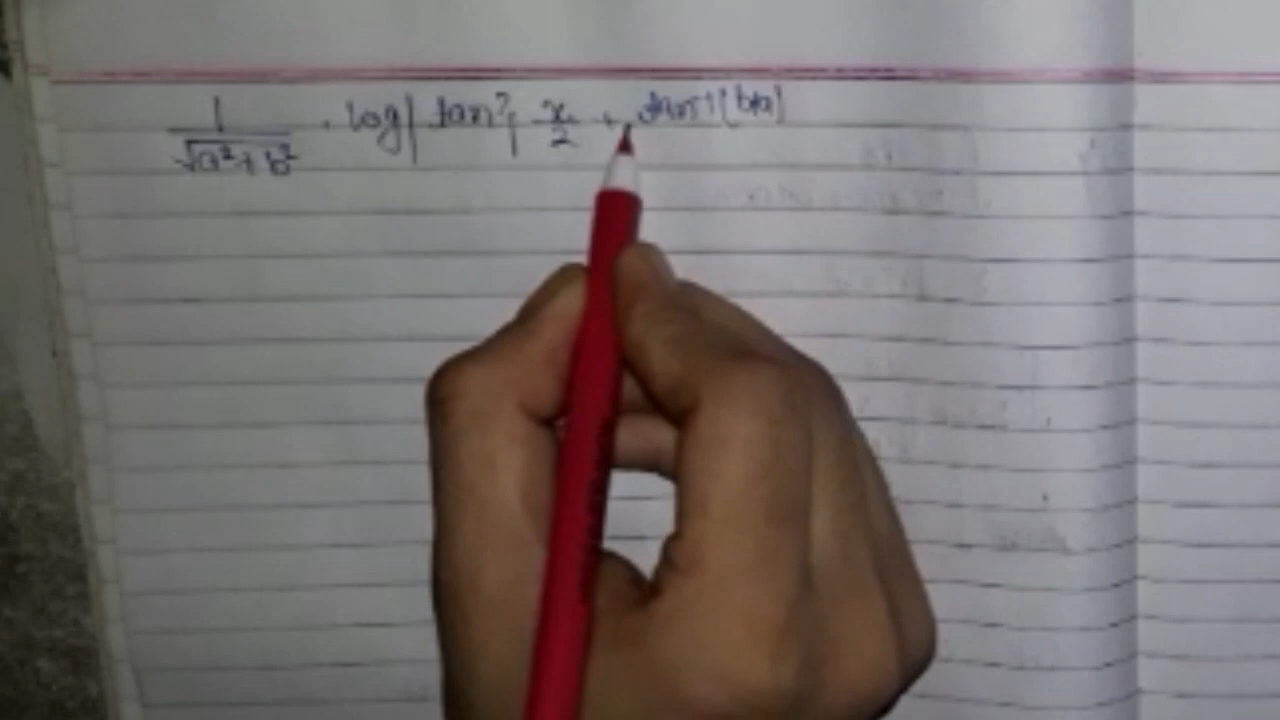 1/√a²+b² . log| tan?| x/2 + tan-1(b/a)